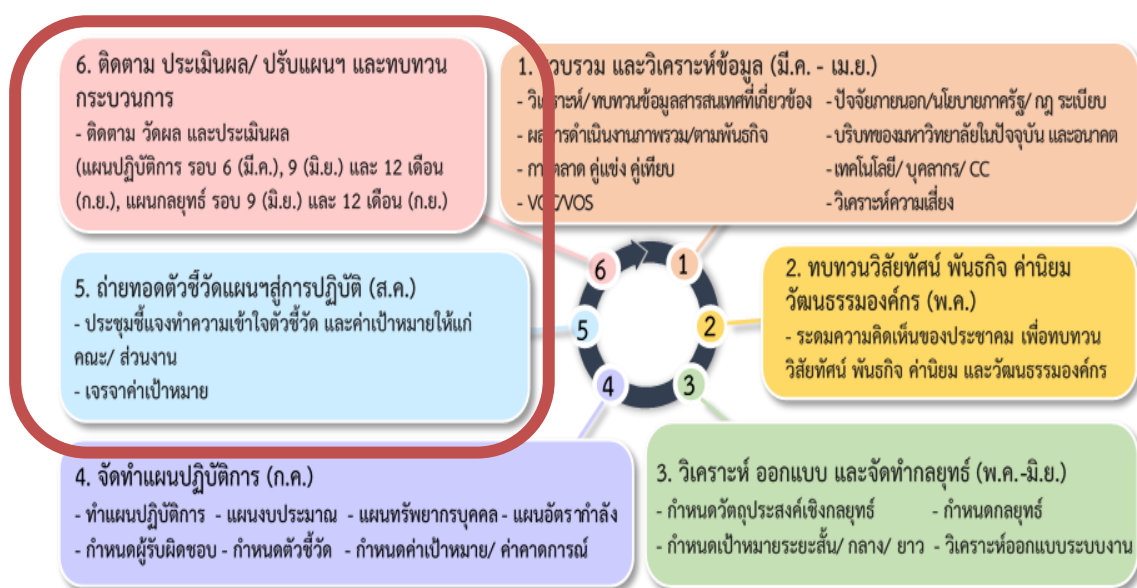 6. ติดตาม ประเมินผล/ ปรับแผนฯ และทบทวน
กระบวนการ
- ติดตาม วัดผล และประเมินผล
(แผนปฏิบัติการ รอบ 6 (มี.ค.), 9 (มิ.ย.) และ 12 เดือน
(ก.ย.), แผนกลยุทธ์ รอบ 9 (มิ.ย.) และ 12 เดือน (ก.ย.)
1. รวบรวม และวิเคราะห์ข้อมูล (มี.ค. - เม.ย.)
- วิเคราะห์/ทบทวนข้อมูลสารสนเทศที่เกี่ยวข้อง
- ผลการดำเนินงานภาพรวม/ตามพันธกิจ
- การตลาด คู่แข่ง คู่เทียบ
- VOC/VOS
- ปัจจัยภายนอก/นโยบายภาครัฐ/ กฎ ระเบียบ
- บริบทของมหาวิทยาลัยในปัจจุบัน และอนาคต
- เทคโนโลยี/ บุคลากร/ CC
- วิเคราะห์ความเสี่ยง
5. ถ่ายทอดตัวชี้วัดแผนฯสู่การปฏิบัติ (ส.ค.)
- ประชุมชี้แจงทำความเข้าใจตัวชี้วัด และค่าเป้าหมายให้แก่
คณะ/ ส่วนงาน
- เจรจาค่าเป้าหมาย
6
1
5
2
4
3
2. ทบทวนวิสัยทัศน์ พันธกิจ ค่านิยม
วัฒนธรรมองค์กร (พ.ค.)
- ระดมความคิดเห็นของประชาคม เพื่อทบทวน
วิสัยทัศน์ พันธกิจ ค่านิยม และวัฒนธรรมองค์กร
4. จัดทำแผนปฏิบัติการ (ก.ค.)
- ทำแผนปฏิบัติการ - แผนงบประมาณ - แผนทรัพยากรบุคคล - แผนอัตรากำลัง
- กำหนดผู้รับผิดชอบ - กำหนดตัวชี้วัด - กำหนดค่าเป้าหมาย/ ค่าคาดการณ์
3. วิเคราะห์ ออกแบบ และจัดทำกลยุทธ์ (พ.ค.-มิ.ย.)
- กำหนดวัตถุประสงค์เชิงกลยุทธ์ - กำหนดกลยุทธ์
- กำหนดเป้าหมายระยะสั้น/ กลาง/ ยาว - วิเคราะห์ออกแบบระบบงาน